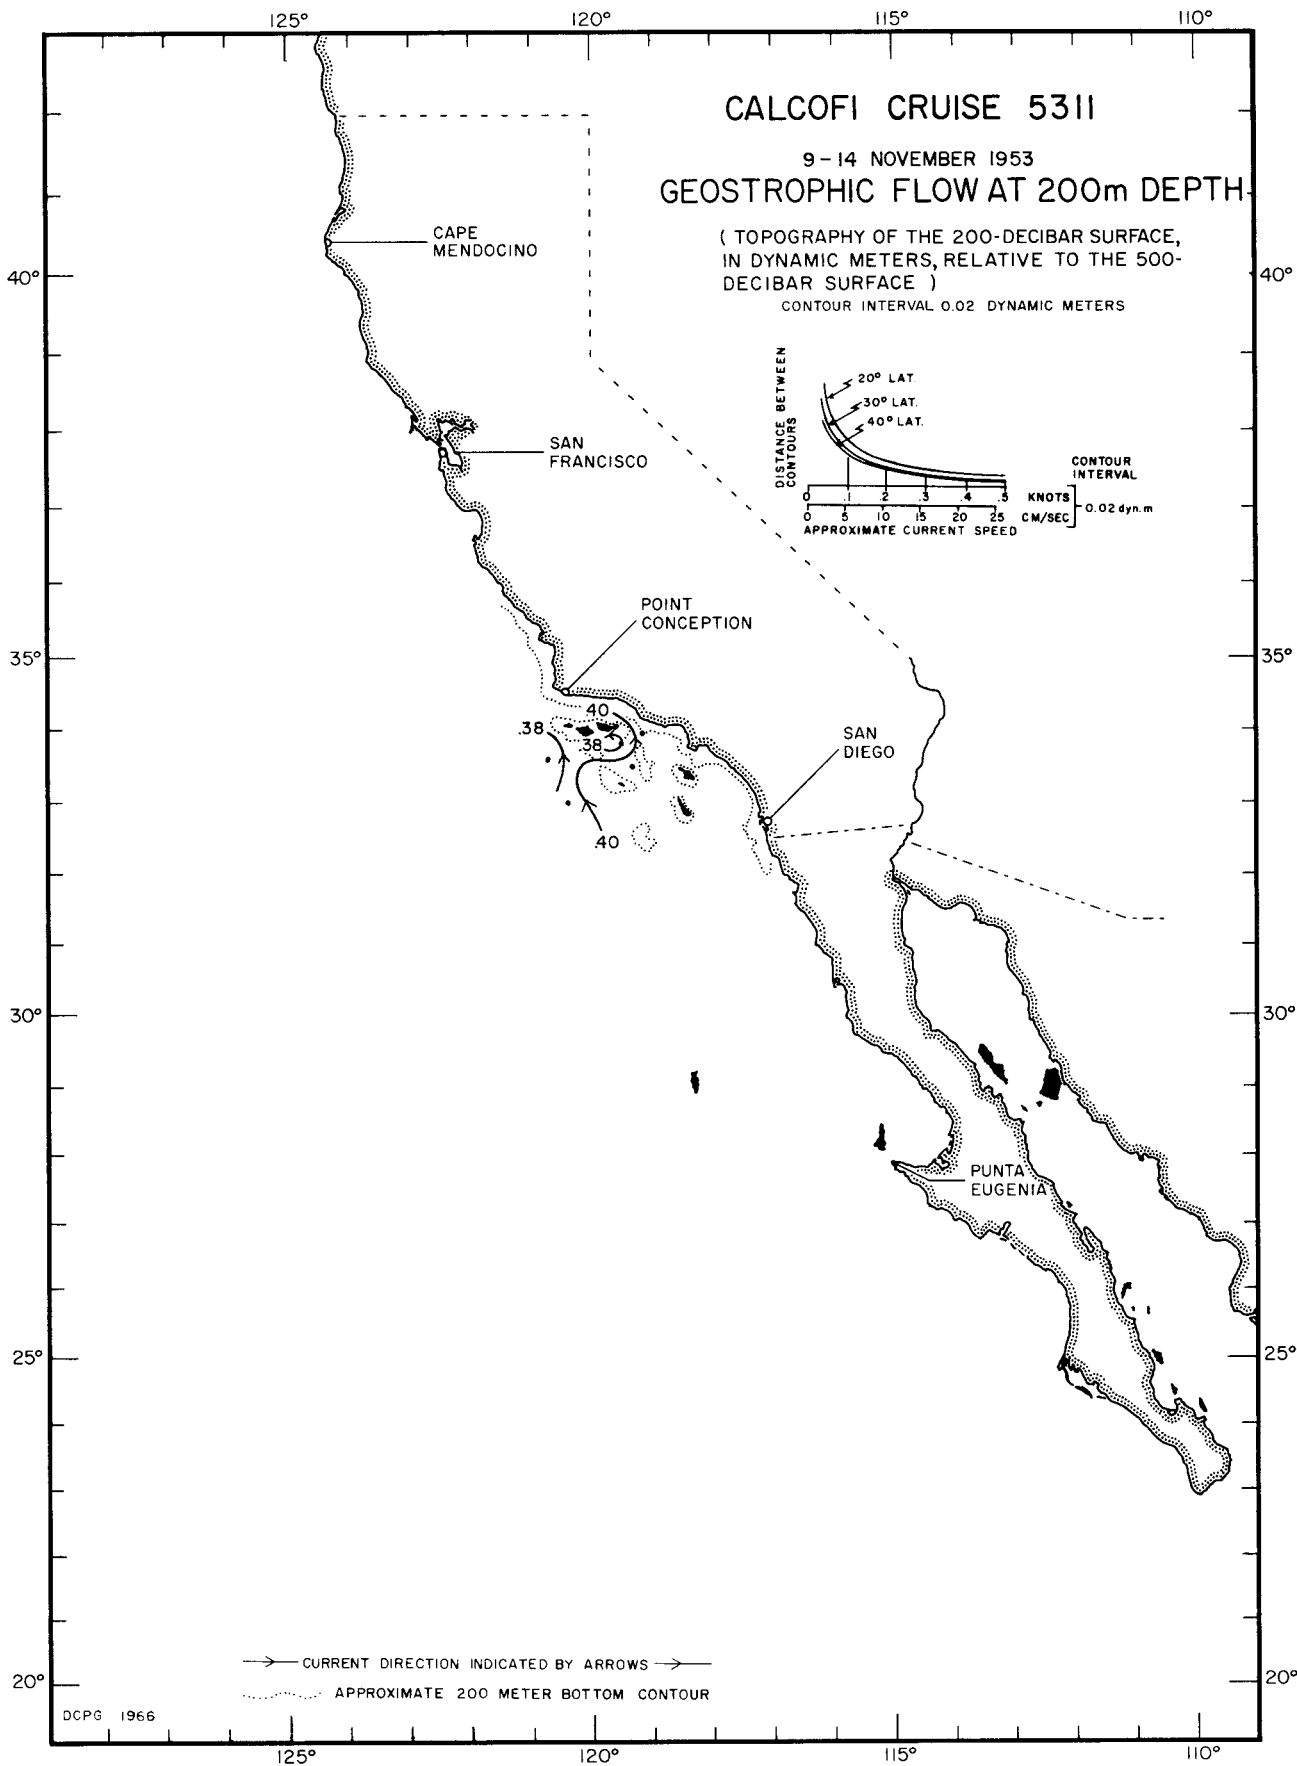 125° 120° 115° 110°
CALCOFI CRUISE 5311
9-14 NOVEMBER 1953
GEOSTROPHIC FLOW AT 200m DEPTH
( TOPOGRAPHY OF THE 200-DECIBAR SURFACE,
IN DYNAMIC METERS, RELATIVE TO THE 500-
DECIBAR SURFACE )
CONTOUR INTERVAL 0.02 DYNAMIC METERS
CAPE
MENDOCINO
40° 40°
DISTANCE BETWEEN
CONTOURS
20° LAT.
30° LAT.
40° LAT.
CONTOUR
INTERVAL
0 .1 .2 .3 .4 .5 KNOTS
0 5 10 15 20 25 CM/SEC
0.02 dyn.m
APPROXIMATE CURRENT SPEED
SAN
FRANCISCO
POINT
CONCEPTION
35° 35°
.40
.38
.38
.40
SAN
DIEGO
30° 30°
PUNTA
EUGENIA
25° 25°
20° 20°
CURRENT DIRECTION INDICATED BY ARROWS
APPROXIMATE 200 METER BOTTOM CONTOUR
DCPG 1966
125° 120° 115° 110°